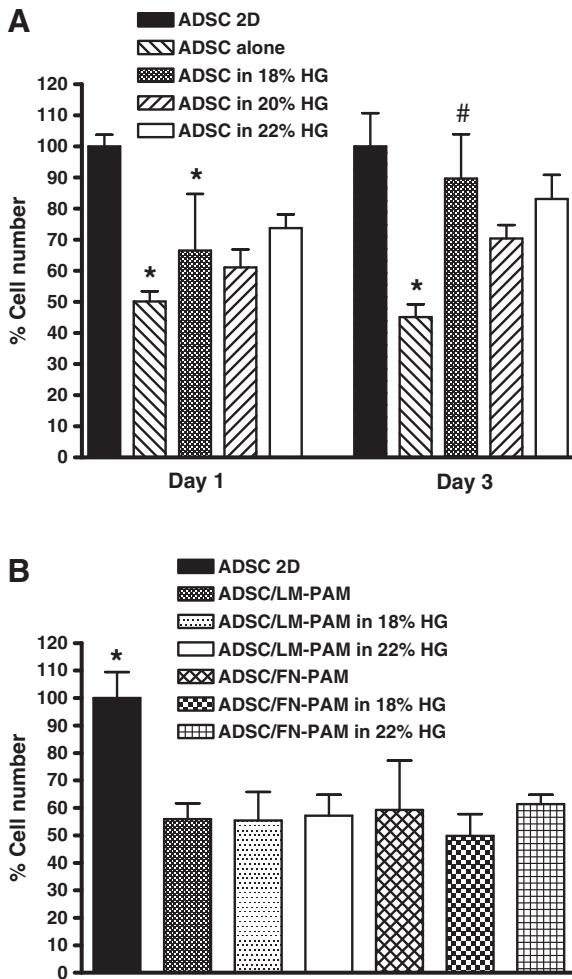 A
ADSC 2D
ADSC alone
ADSC in 18% HG
ADSC in 20% HG
ADSC in 22% HG
% Cell number
120
110
100
90
80
70
60
50
40
30
20
10
0
*
*
*
#
Day 1
Day 3
B
ADSC 2D
ADSC/LM-PAM
ADSC/LM-PAM in 18% HG
ADSC/LM-PAM in 22% HG
ADSC/FN-PAM
ADSC/FN-PAM in 18% HG
ADSC/FN-PAM in 22% HG
% Cell number
120
110
100
90
80
70
60
50
40
30
20
10
0
*